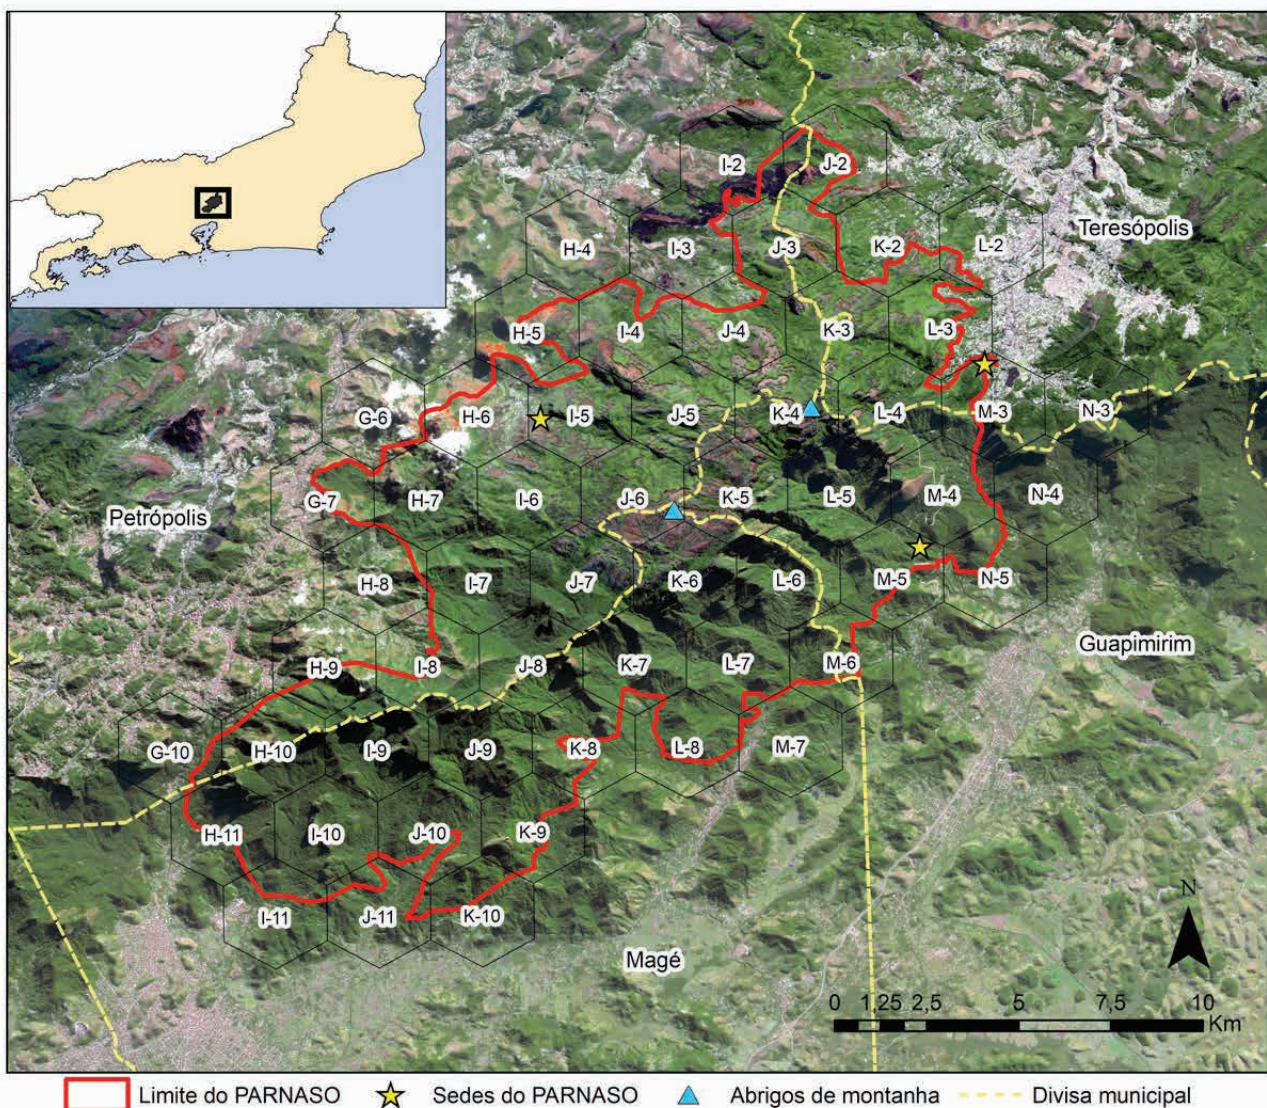 I-2
J-2
H-4
I-3
J-3
K-2
L-2
Teresópolis
H-5
I-4
J-4
K-3
L-3
G-6
H-6
I-5
J-5
K-4
L-4
M-3
N-3
Petrópolis
G-7
H-7
I-6
J-6
K-5
L-5
M-4
N-4
H-8
I-7
J-7
K-6
L-6
M-5
N-5
Guapimirim
H-9
I-8
J-8
K-7
L-7
M-6
G-10
H-10
I-9
J-9
K-8
L-8
M-7
H-11
I-10
J-10
K-9
I-11
J-11
K-10
Magé
N
0 1,25 2,5 5 7,5 10
Km
Limite do PARNASO Sedes do PARNASO Abrigos de montanha Divisa municipal